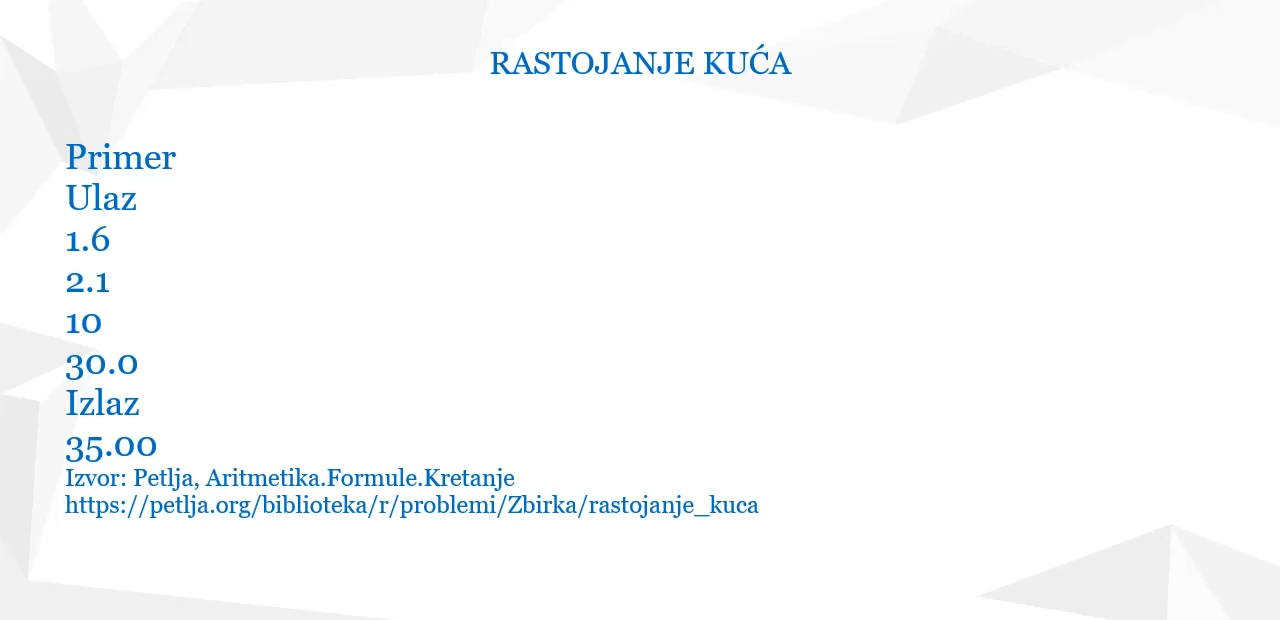 RASTOJANJE KUĆA
Primer
Ulaz
1.6
2.1
10
30.0
Izlaz
35.00
Izvor: Petlja, Aritmetika.Formule.Kretanje
https://petlja.org/biblioteka/r/problemi/Zbirka/rastojanje_kuca